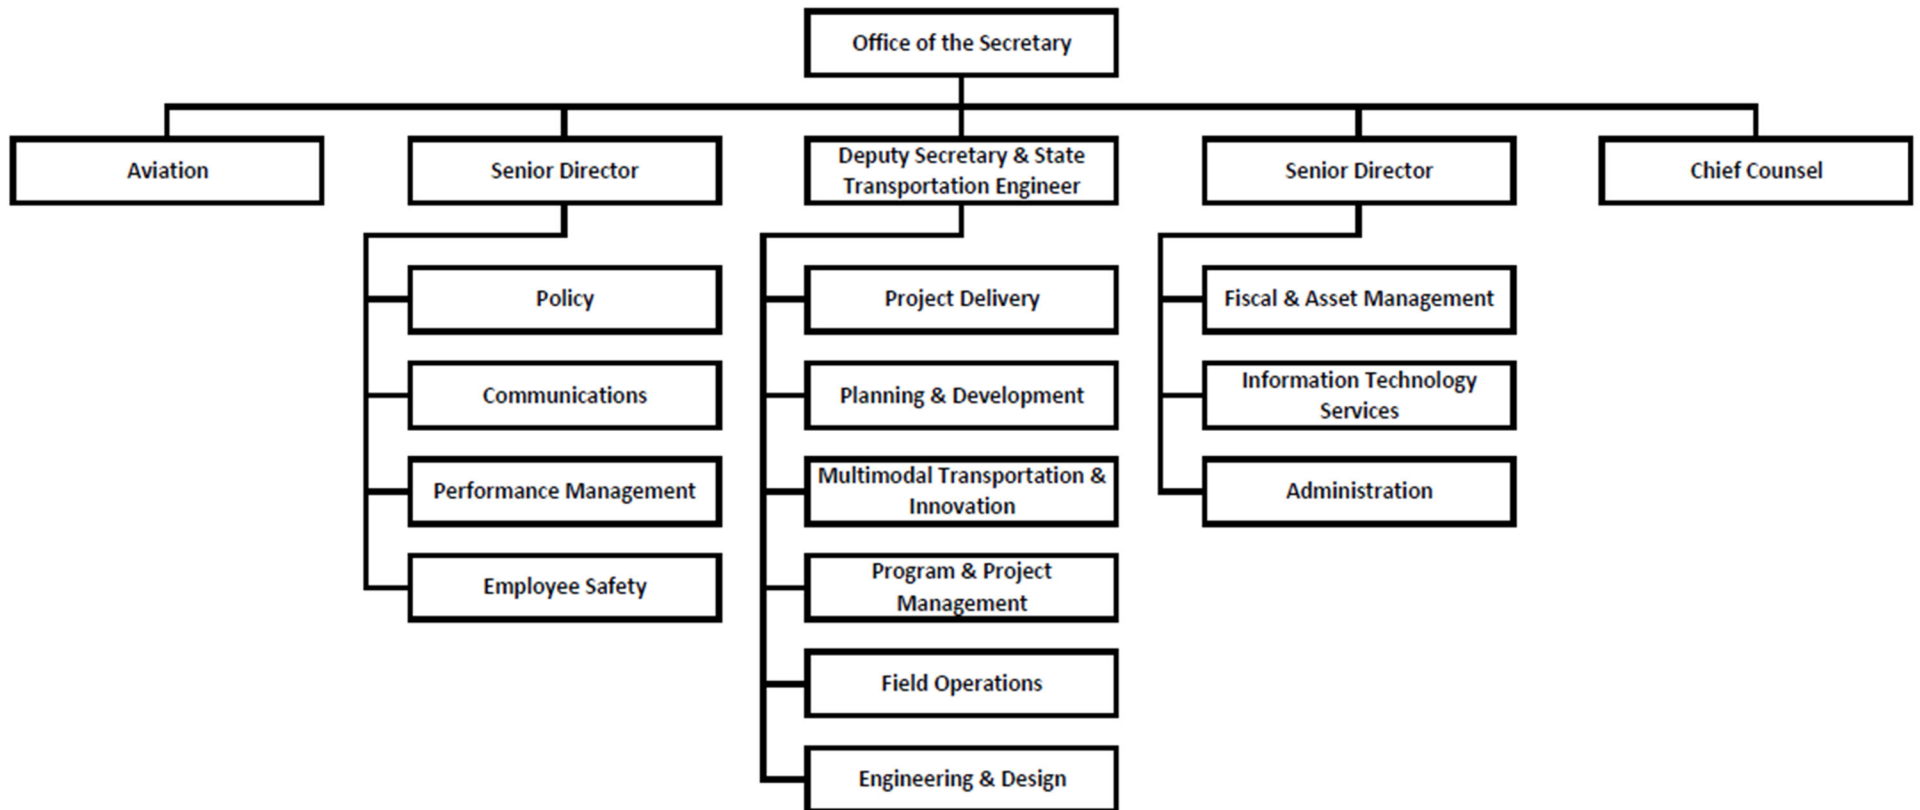 Office of the Secretary
Aviation
Senior Director
Deputy Secretary & State
Transportation Engineer
Senior Director
Chief Counsel
Policy
Communications
Performance Management
Employee Safety
Project Delivery
Planning & Development
Multimodal Transportation &
Innovation
Program & Project
Management
Field Operations
Engineering & Design
Fiscal & Asset Management
Information Technology
Services
Administration